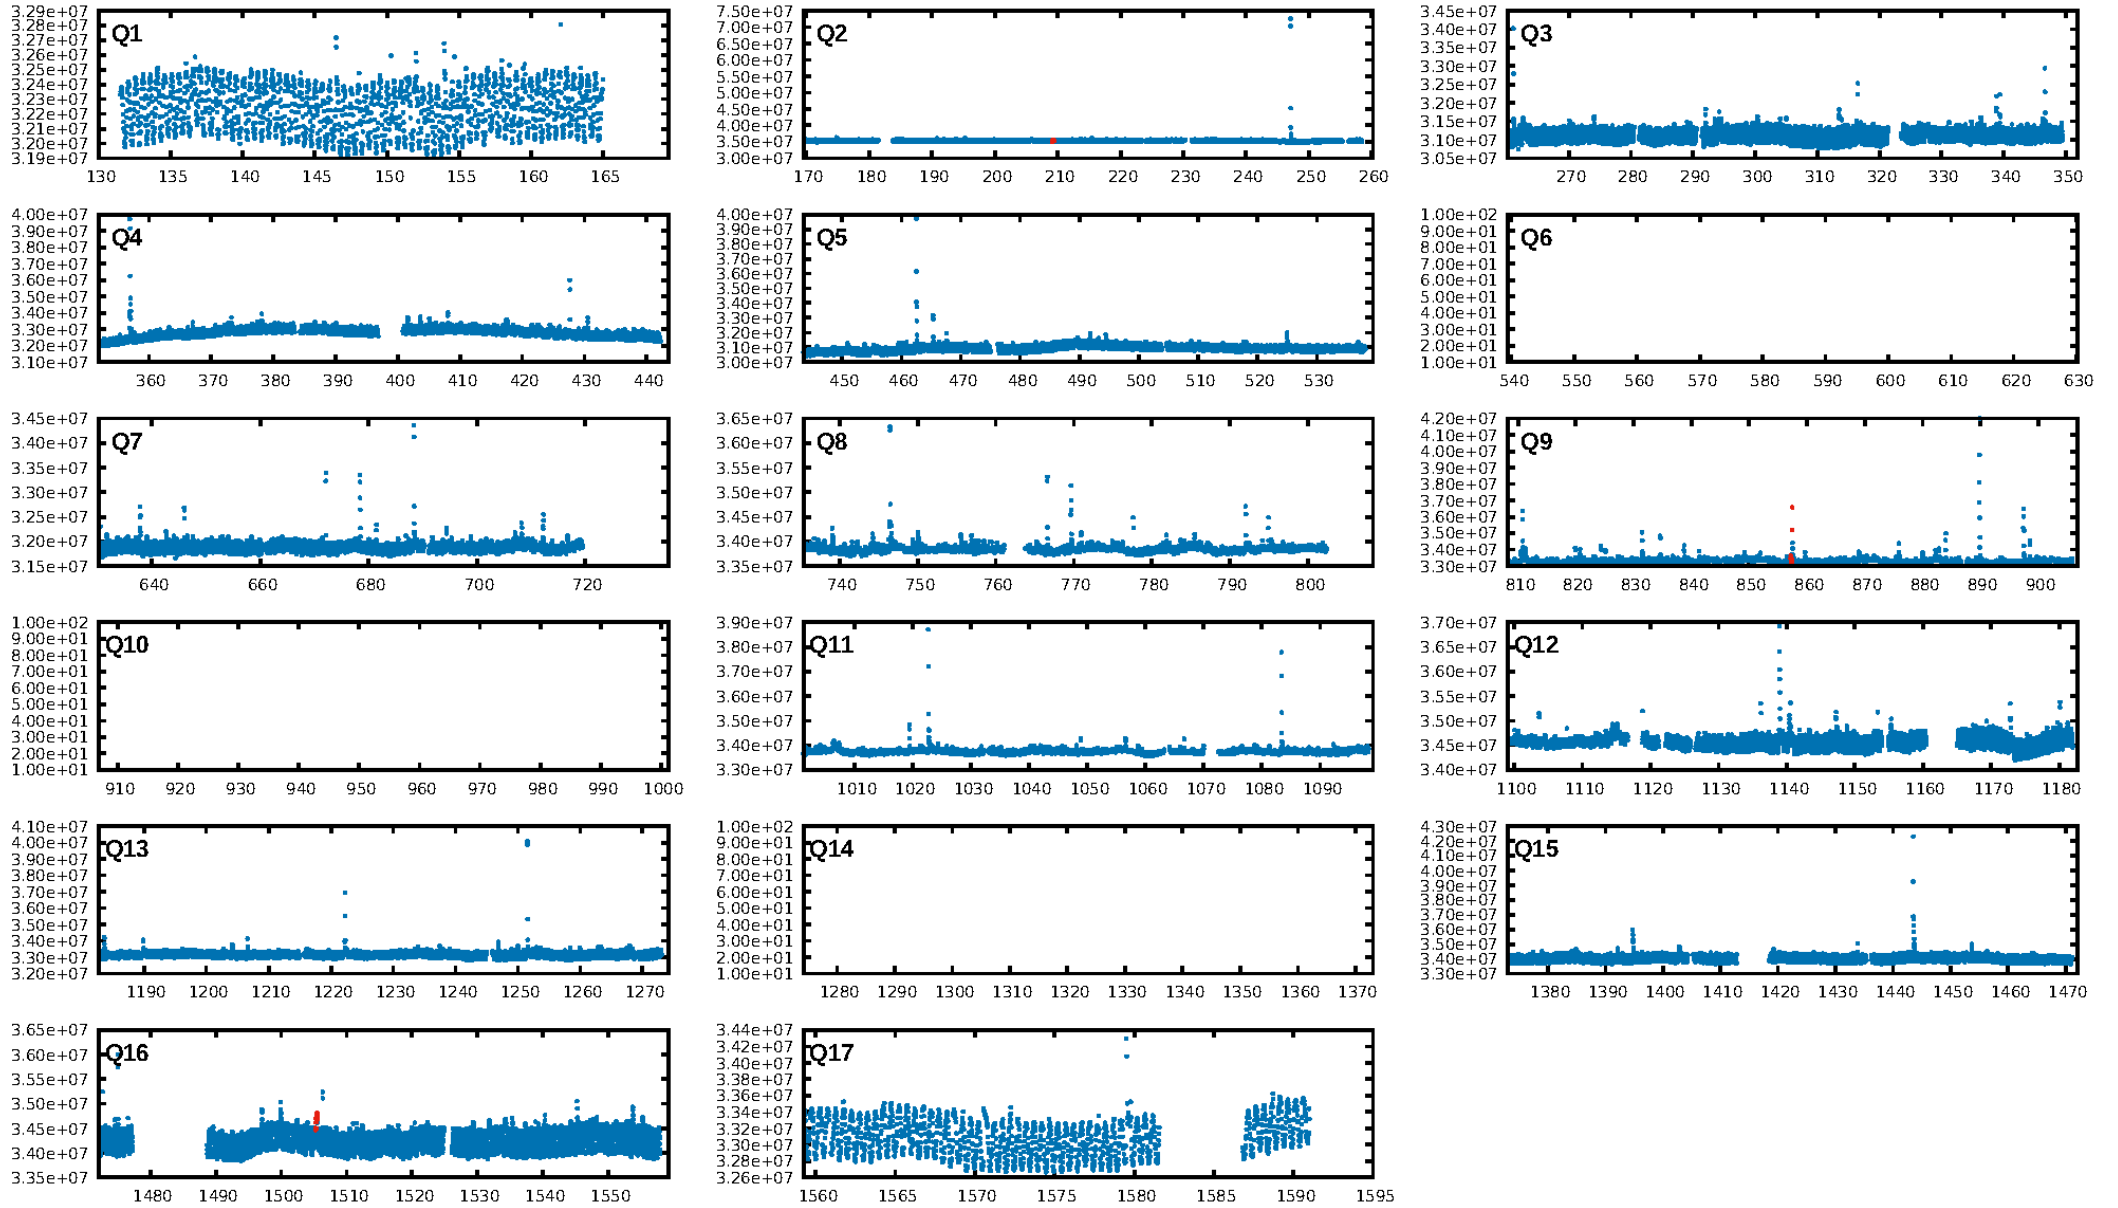 3.29e+07
3.28e+07
3.27e+07
3.26e+07
3.25e+07
3.24e+07
3.23e+07
3.22e+07
3.21e+07
3.20e+07
3.19e+07
Q1
130 135 140 145 150 155 160 165
7.50e+07
7.00e+07
6.50e+07
6.00e+07
5.50e+07
5.00e+07
4.50e+07
4.00e+07
3.50e+07
3.00e+07
Q2
170 180 190 200 210 220 230 240 250 260
3.45e+07
3.40e+07
3.35e+07
3.30e+07
3.25e+07
3.20e+07
3.15e+07
3.10e+07
3.05e+07
Q3
270 280 290 300 310 320 330 340 350
4.00e+07
3.90e+07
3.80e+07
3.70e+07
3.60e+07
3.50e+07
3.40e+07
3.30e+07
3.20e+07
3.10e+07
Q4
360 370 380 390 400 410 420 430 440
4.00e+07
3.90e+07
3.80e+07
3.70e+07
3.60e+07
3.50e+07
3.40e+07
3.30e+07
3.20e+07
3.10e+07
3.00e+07
Q5
450 460 470 480 490 500 510 520 530
1.00e+02
9.00e+01
8.00e+01
7.00e+01
6.00e+01
5.00e+01
4.00e+01
3.00e+01
2.00e+01
1.00e+01
Q6
540 550 560 570 580 590 600 610 620 630
3.45e+07
3.40e+07
3.35e+07
3.30e+07
3.25e+07
3.20e+07
3.15e+07
Q7
640 660 680 700 720
3.65e+07
3.60e+07
3.55e+07
3.50e+07
3.45e+07
3.40e+07
3.35e+07
Q8
740 750 760 770 780 790 800
4.20e+07
4.10e+07
4.00e+07
3.90e+07
3.80e+07
3.70e+07
3.60e+07
3.50e+07
3.40e+07
3.30e+07
Q9
810 820 830 840 850 860 870 880 890 900
1.00e+02
9.00e+01
8.00e+01
7.00e+01
6.00e+01
5.00e+01
4.00e+01
3.00e+01
2.00e+01
1.00e+01
Q10
910 920 930 940 950 960 970 980 990 1000
3.90e+07
3.80e+07
3.70e+07
3.60e+07
3.50e+07
3.40e+07
3.30e+07
Q11
1010 1020 1030 1040 1050 1060 1070 1080 1090
3.70e+07
3.65e+07
3.60e+07
3.55e+07
3.50e+07
3.45e+07
3.40e+07
Q12
1100 1110 1120 1130 1140 1150 1160 1170 1180
4.10e+07
4.00e+07
3.90e+07
3.80e+07
3.70e+07
3.60e+07
3.50e+07
3.40e+07
3.30e+07
3.20e+07
Q13
1190 1200 1210 1220 1230 1240 1250 1260 1270
1.00e+02
9.00e+01
8.00e+01
7.00e+01
6.00e+01
5.00e+01
4.00e+01
3.00e+01
2.00e+01
1.00e+01
Q14
1280 1290 1300 1310 1320 1330 1340 1350 1360 1370
4.30e+07
4.20e+07
4.10e+07
4.00e+07
3.90e+07
3.80e+07
3.70e+07
3.60e+07
3.50e+07
3.40e+07
3.30e+07
Q15
1380 1390 1400 1410 1420 1430 1440 1450 1460 1470
3.65e+07
3.60e+07
3.55e+07
3.50e+07
3.45e+07
3.40e+07
3.35e+07
Q16
1480 1490 1500 1510 1520 1530 1540 1550
3.44e+07
3.42e+07
3.40e+07
3.38e+07
3.36e+07
3.34e+07
3.32e+07
3.30e+07
3.28e+07
3.26e+07
Q17
1560 1565 1570 1575 1580 1585 1590 1595